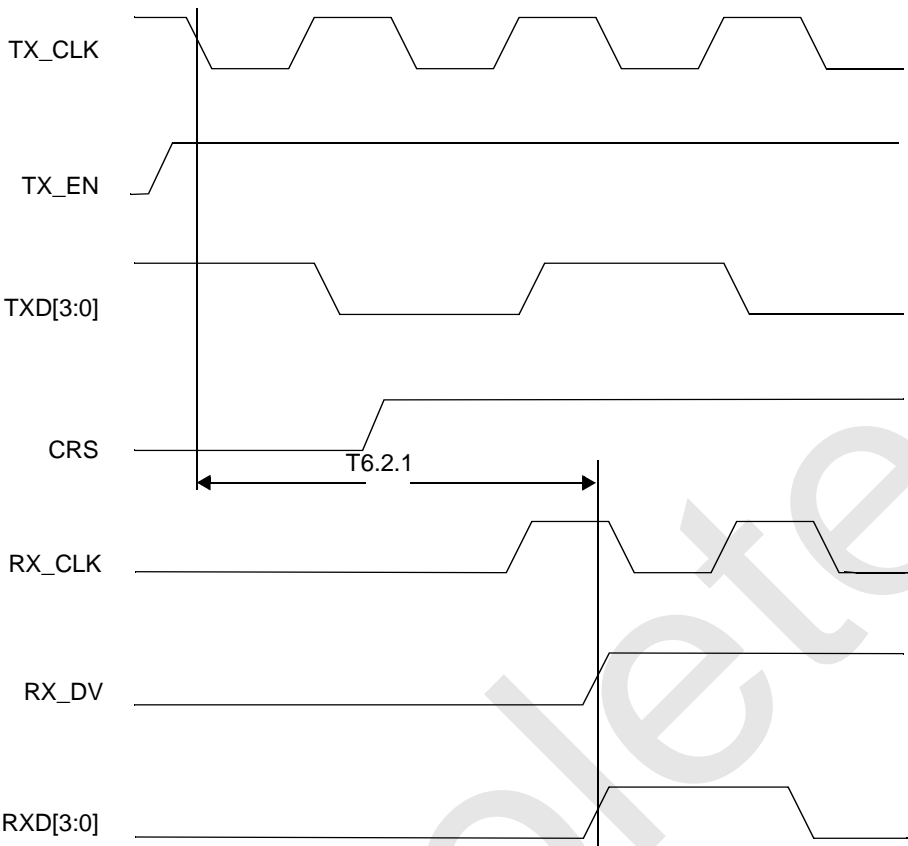 TX_CLK
TX_EN
TXD[3:0]
CRS
T6.2.1
RX_CLK
RX_DV
RXD[3:0]